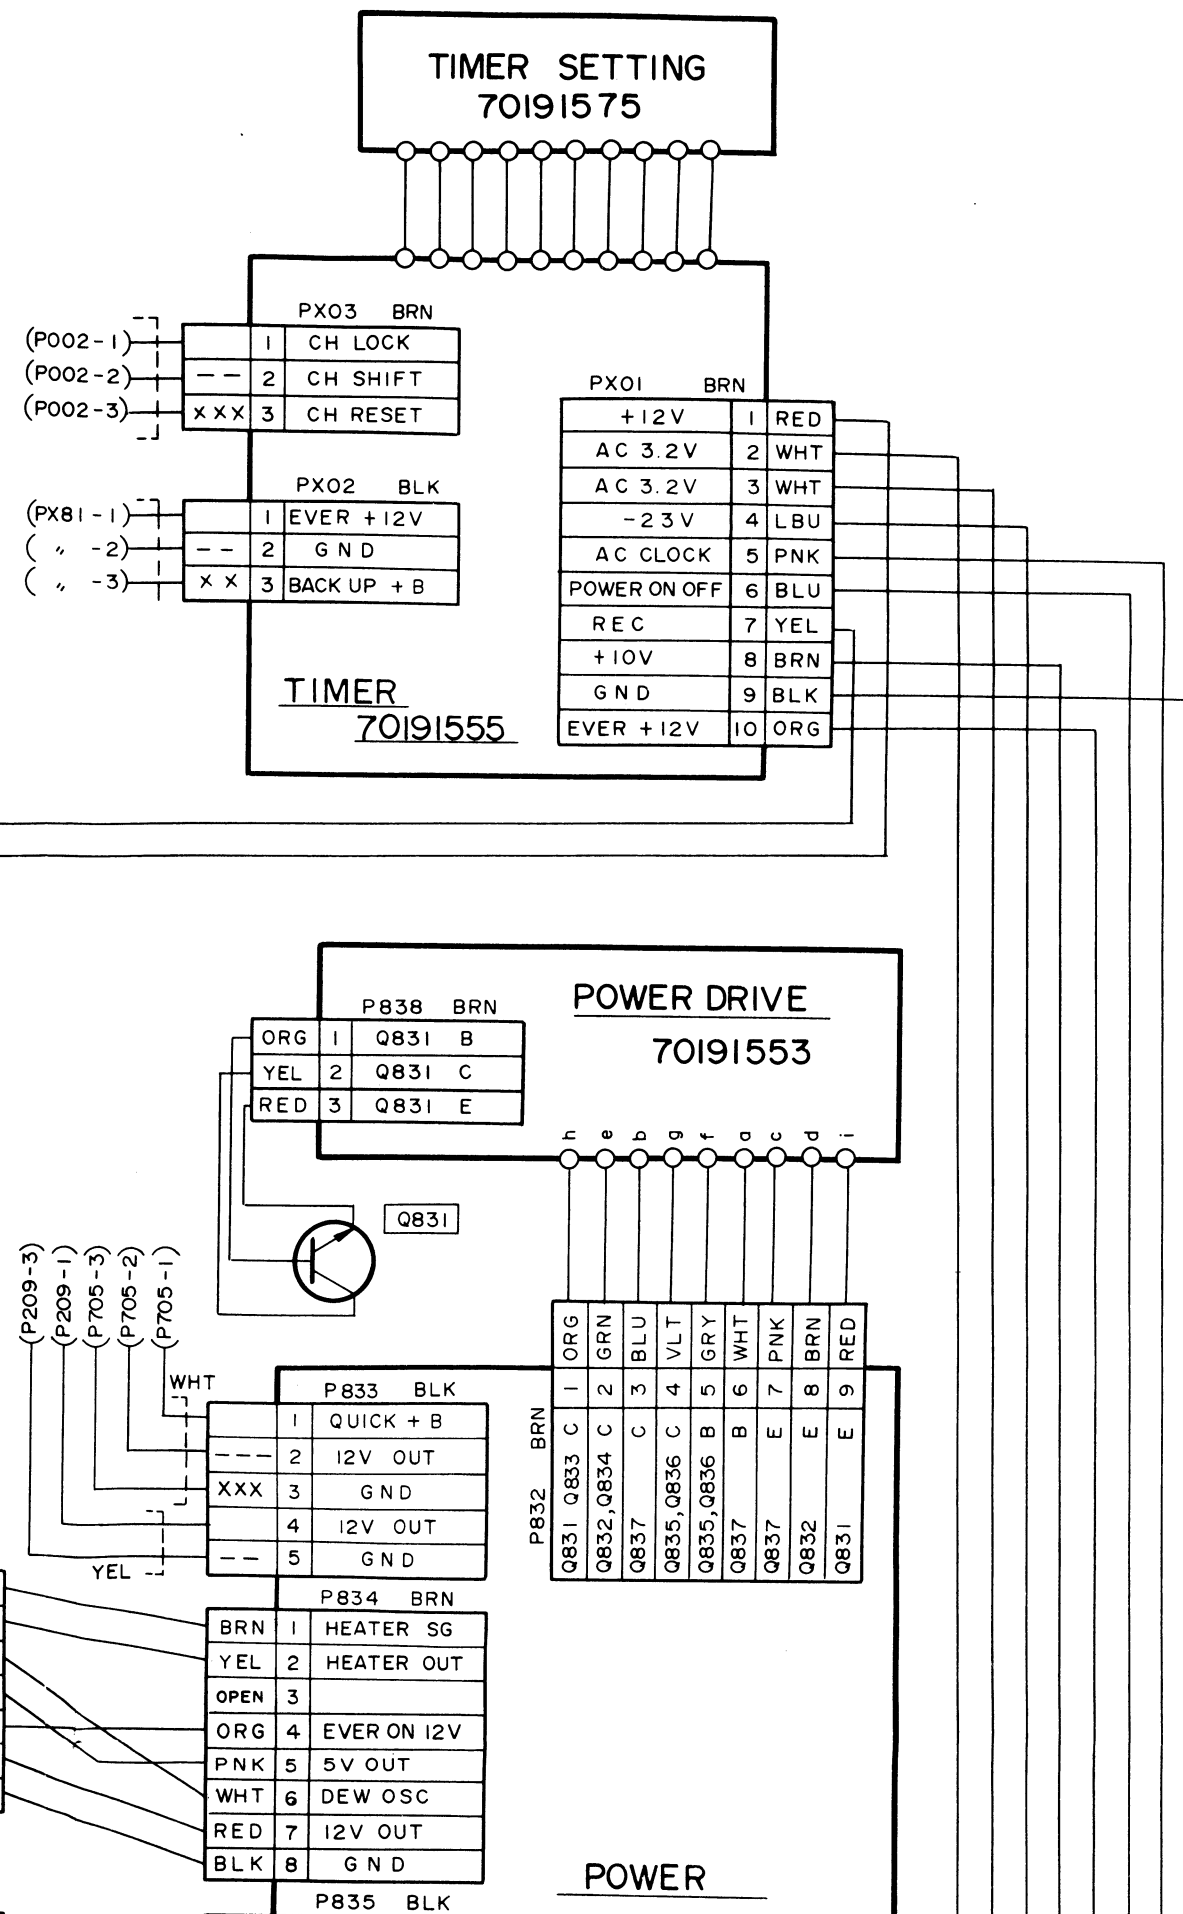 TIMER SETTING
70191575
PX03 BRN
(P002-1) 1 CH LOCK
(P002-2) -- 2 CH SHIFT
(P002-3) XXX 3 CH RESET
PX02 BLK
(PX81-1) 1 EVER +12V
( " -2) -- 2 GND
( " -3) XX 3 BACK UP +B
PX01 BRN
+12V 1 RED
AC 3.2V 2 WHT
AC 3.2V 3 WHT
-23V 4 LBU
AC CLOCK 5 PNK
POWER ON OFF 6 BLU
REC 7 YEL
+10V 8 BRN
GND 9 BLK
EVER +12V 10 ORG
TIMER
70191555
POWER DRIVE
70191553
P838 BRN
ORG 1 Q831 B
YEL 2 Q831 C
RED 3 Q831 E
h e b g f a c d i
Q831
(P209-3)
(P209-1)
(P705-3)
(P705-2)
(P705-1)
WHT
YEL
P833 BLK
1 QUICK +B
--- 2 12V OUT
XXX 3 GND
4 12V OUT
-- 5 GND
P832 BRN
Q831 Q833 C 1 ORG
Q832,Q834 C 2 GRN
Q837 C 3 BLU
Q835,Q836 C 4 VLT
Q835,Q836 B 5 GRY
Q837 B 6 WHT
Q837 E 7 PNK
Q832 E 8 BRN
Q831 E 9 RED
P834 BRN
BRN 1 HEATER SG
YEL 2 HEATER OUT
OPEN 3
ORG 4 EVER ON 12V
PNK 5 5V OUT
WHT 6 DEW OSC
RED 7 12V OUT
BLK 8 GND
P835 BLK
POWER